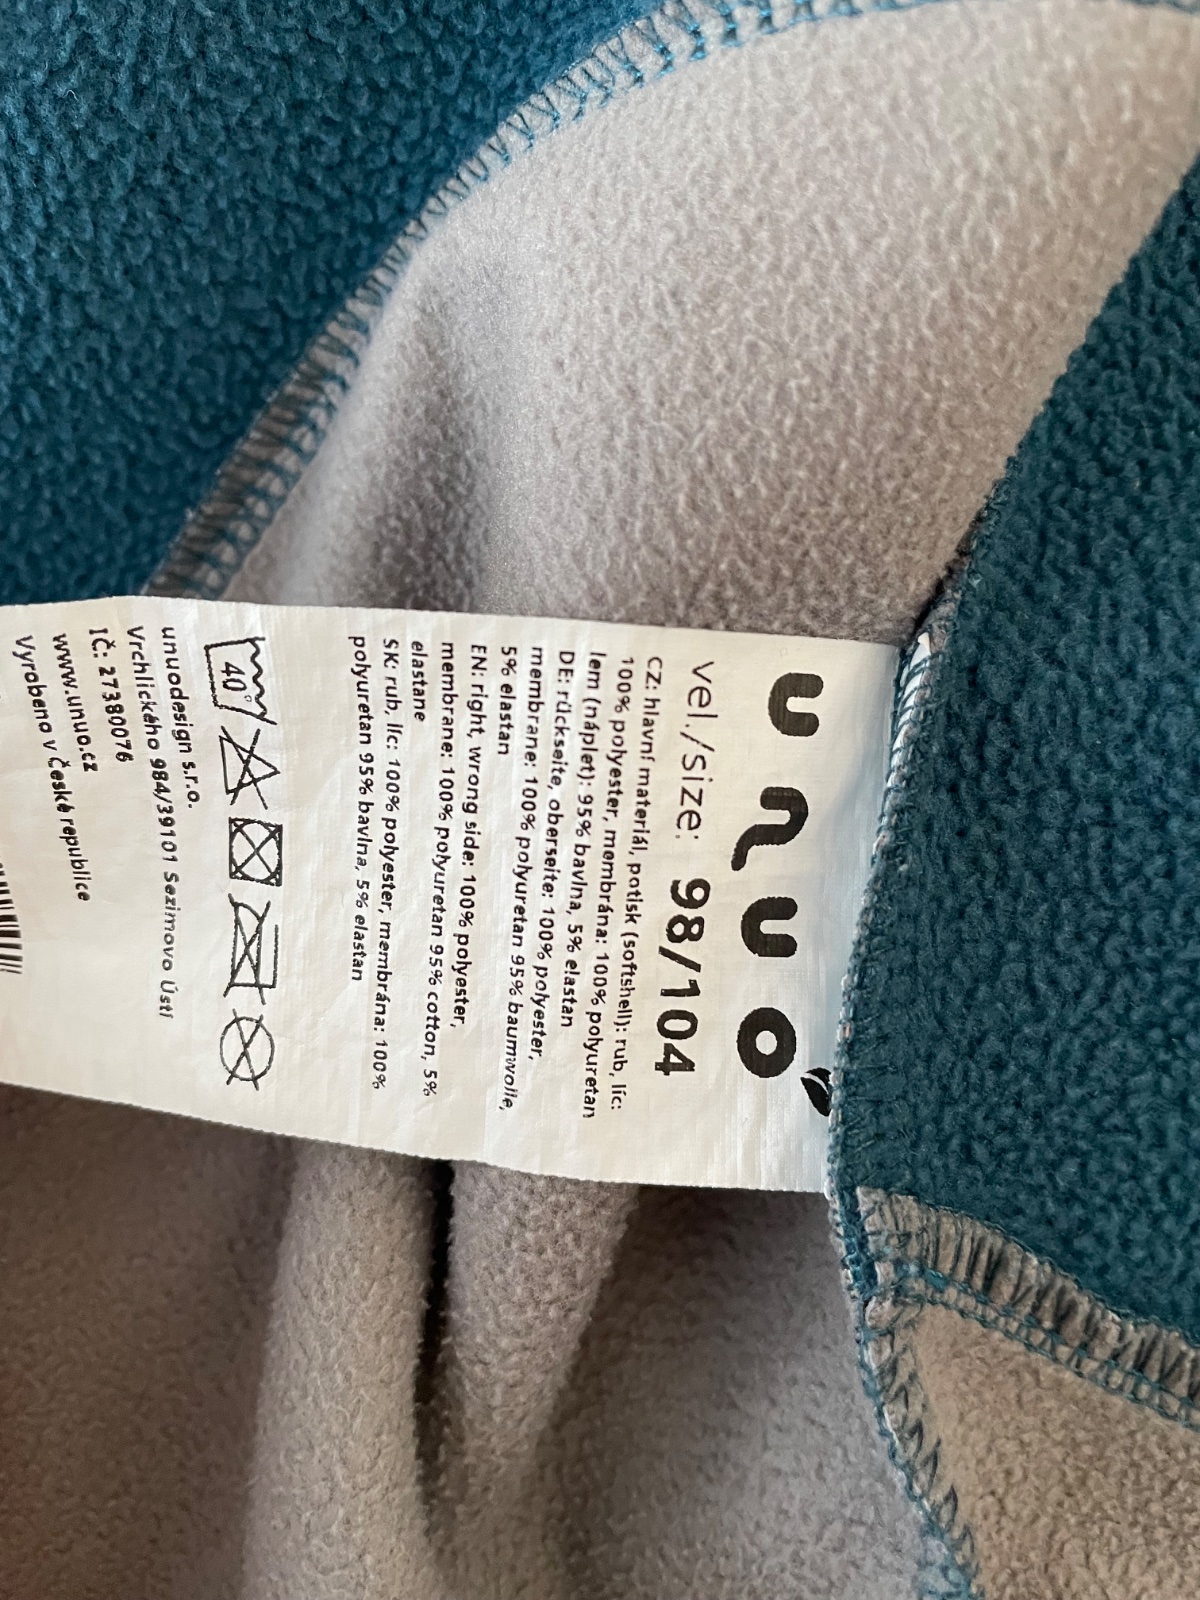 unuo
vel./size: 98/104
CZ: hlavní materiál, potisk (softshell): rub, líc:
100% polyester, membrána: 100% polyuretan
lem (náplet): 95% bavlna, 5% elastan
DE: rückseite, oberseite: 100% polyester,
membrane: 100% polyuretan 95% baumwolle,
5% elastan
EN: right, wrong side: 100% polyester,
membrane: 100% polyuretan 95% cotton, 5%
elastane
SK: rub, líc: 100% polyester, membrána: 100%
polyuretan 95% bavlna, 5% elastan
40°
unuodesign s.r.o.
Vrchlického 984/39101 Sezimovo Ústí
IČ: 27380076
www.unuo.cz
Vyrobeno v České republice